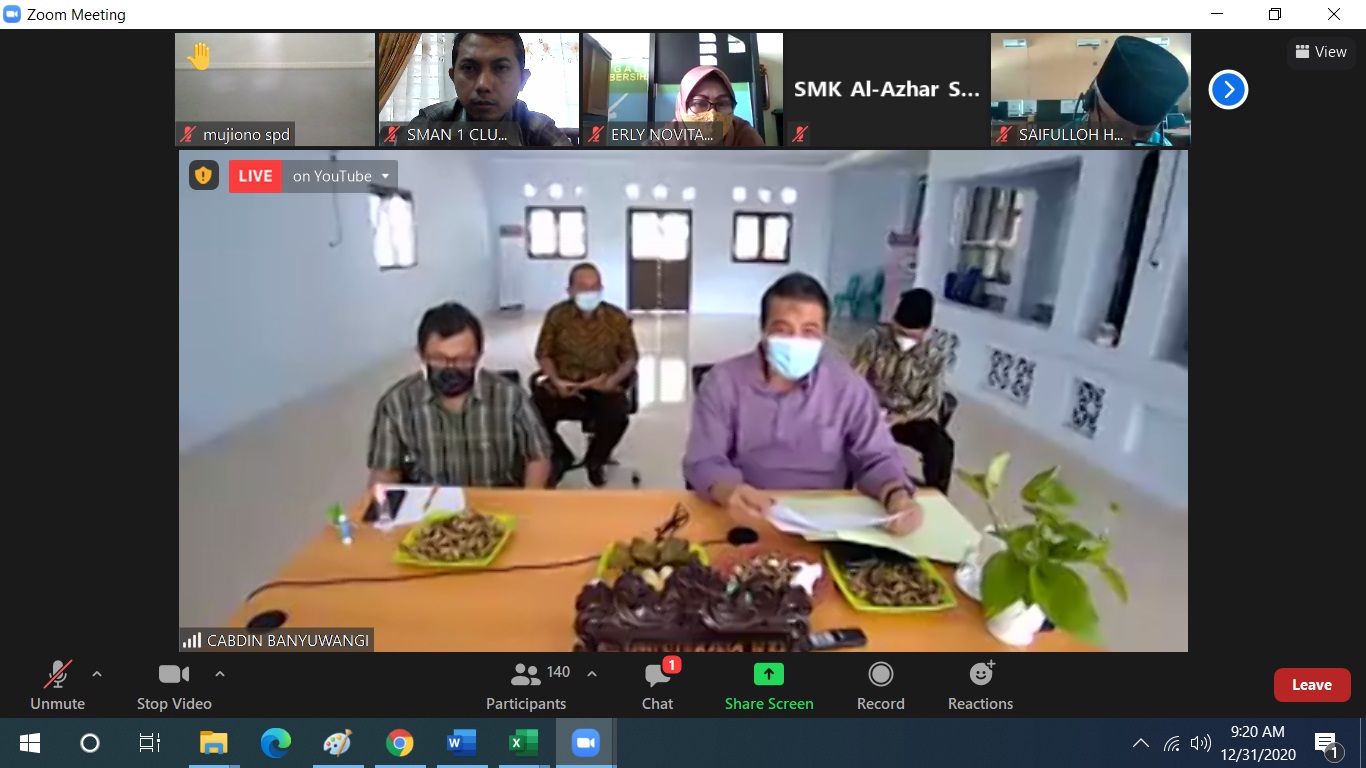 Zoom Meeting
View
mujiono spd
SMAN 1 CLU...
GA
BERSIH
ERLY NOVITA...
SMK Al-Azhar S...
SAIFULLOH H...
LIVE on YouTube
CABDIN BANYUWANGI
140
1
Unmute
Stop Video
Participants
Chat
Share Screen
Record
Reactions
Leave
9:20 AM
12/31/2020
1